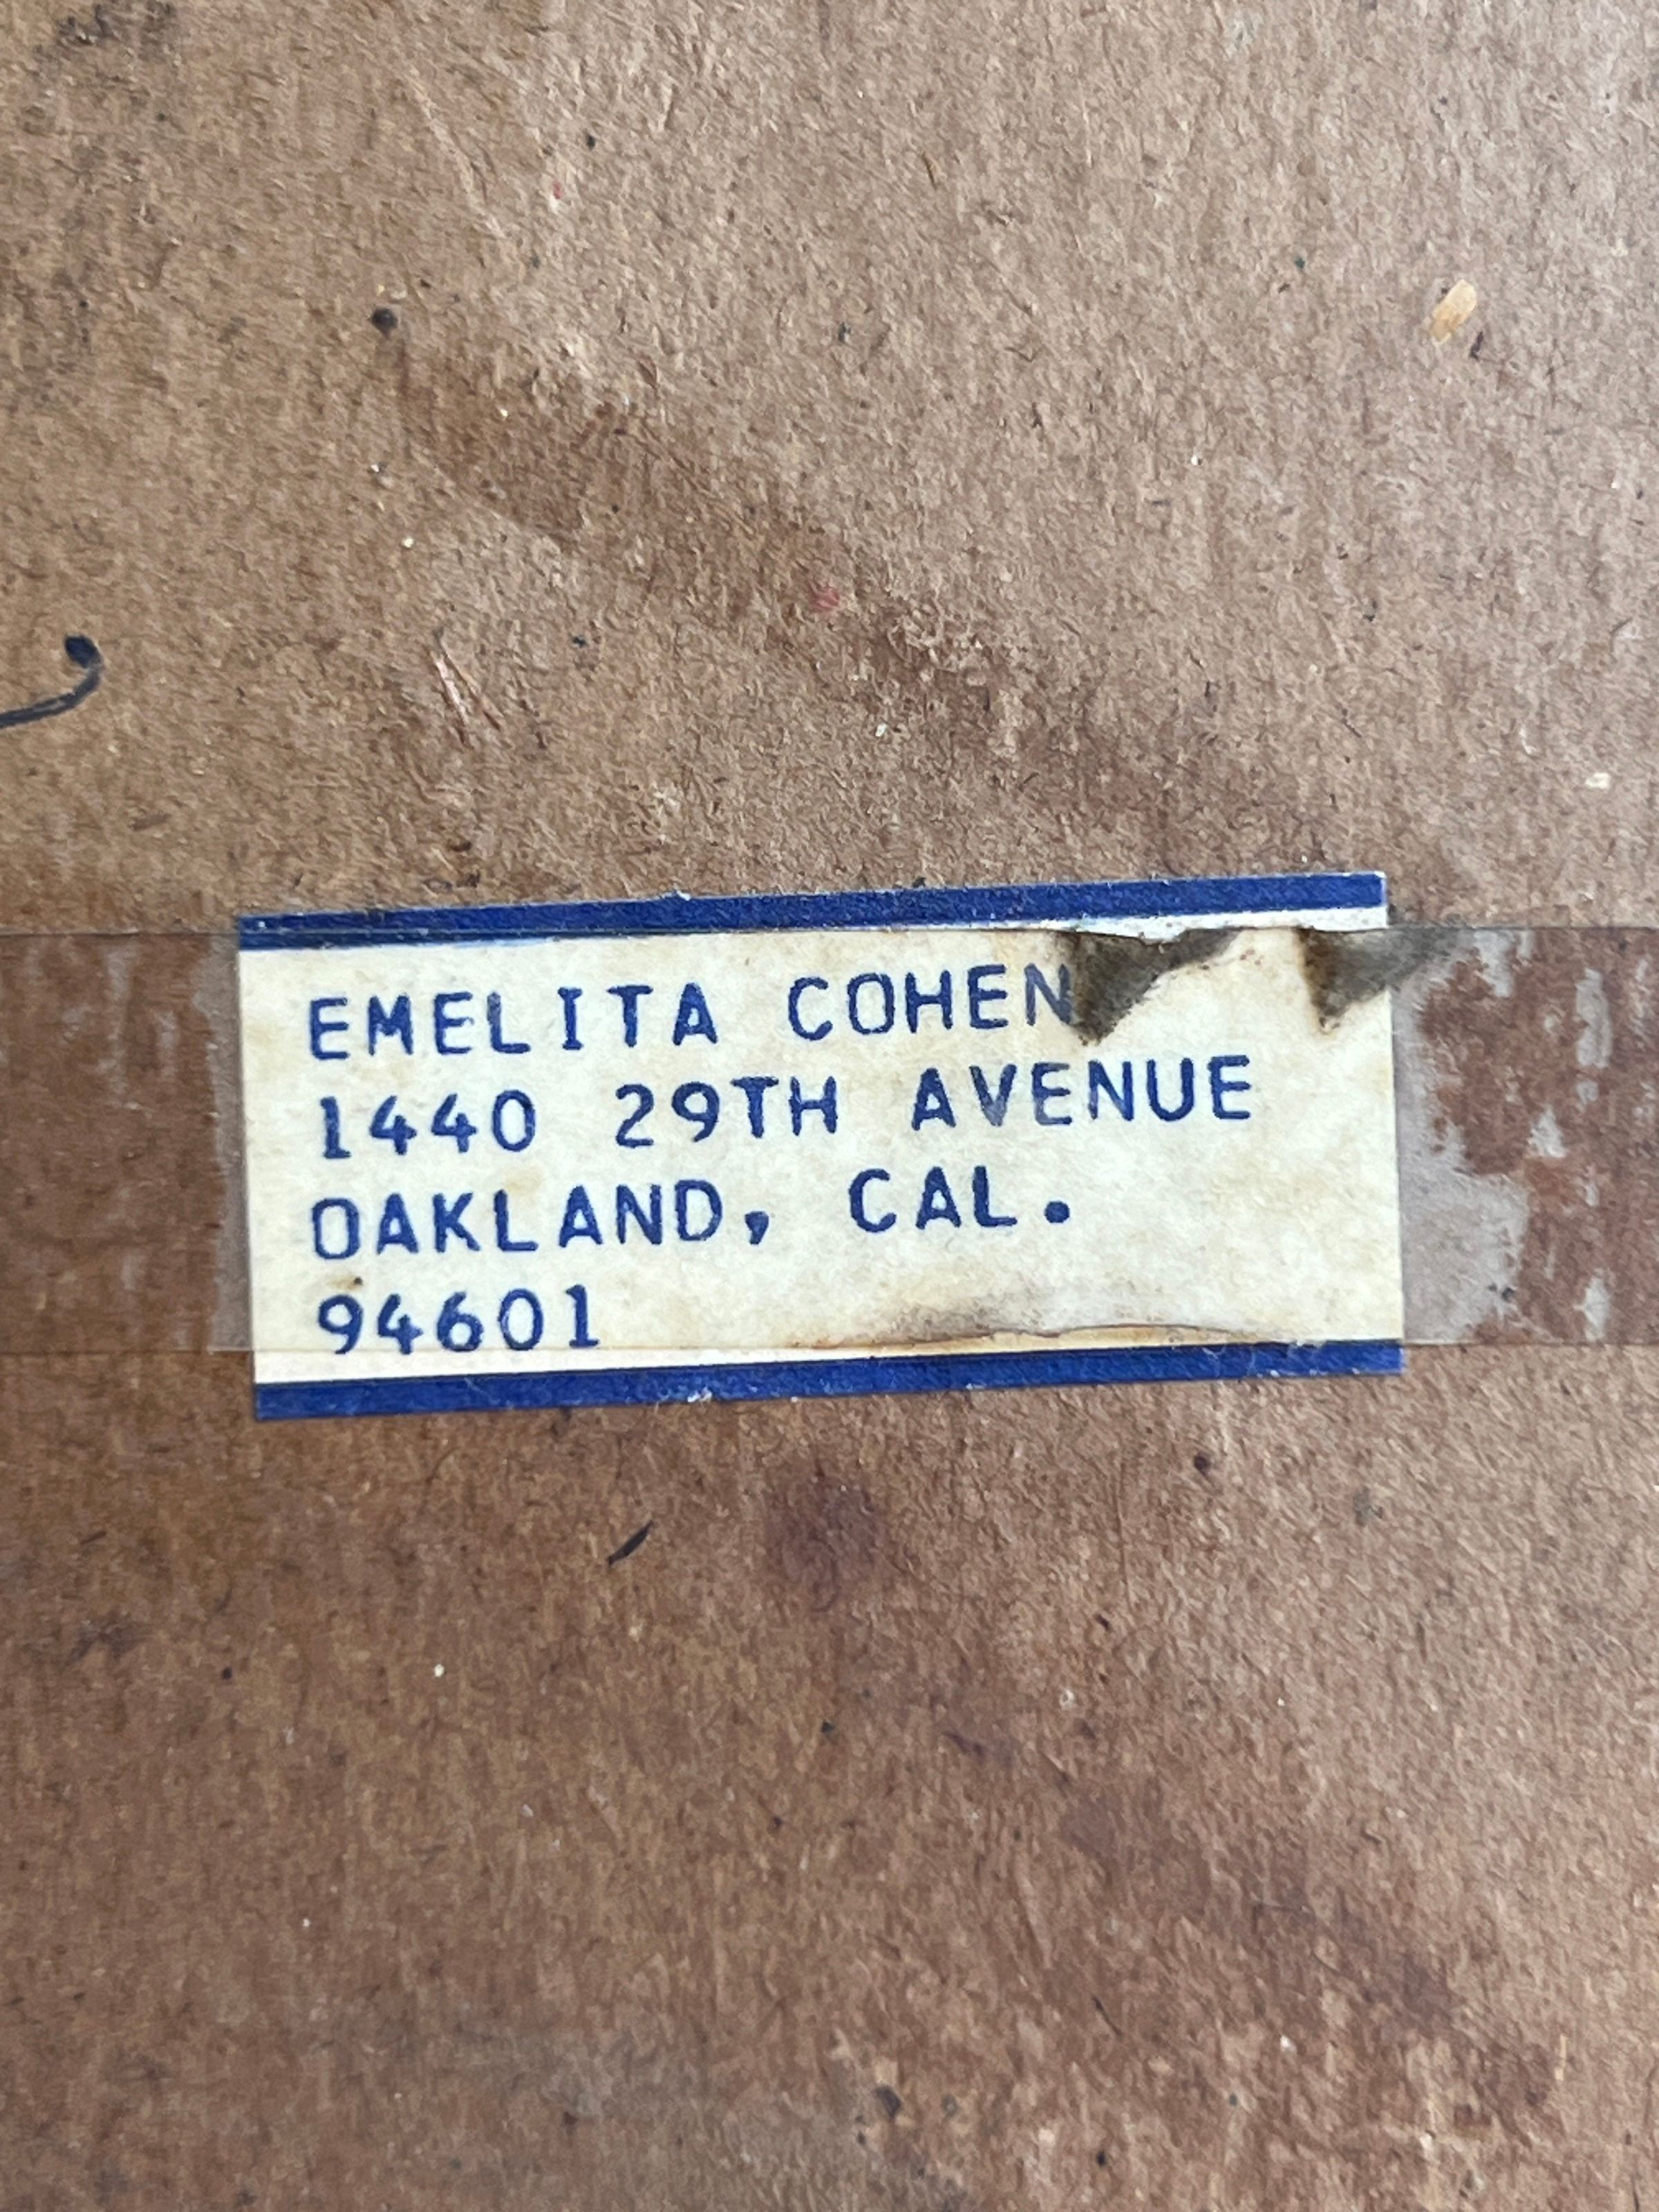 EMELITA COHEN
1440 29TH AVENUE
OAKLAND, CAL.
94601